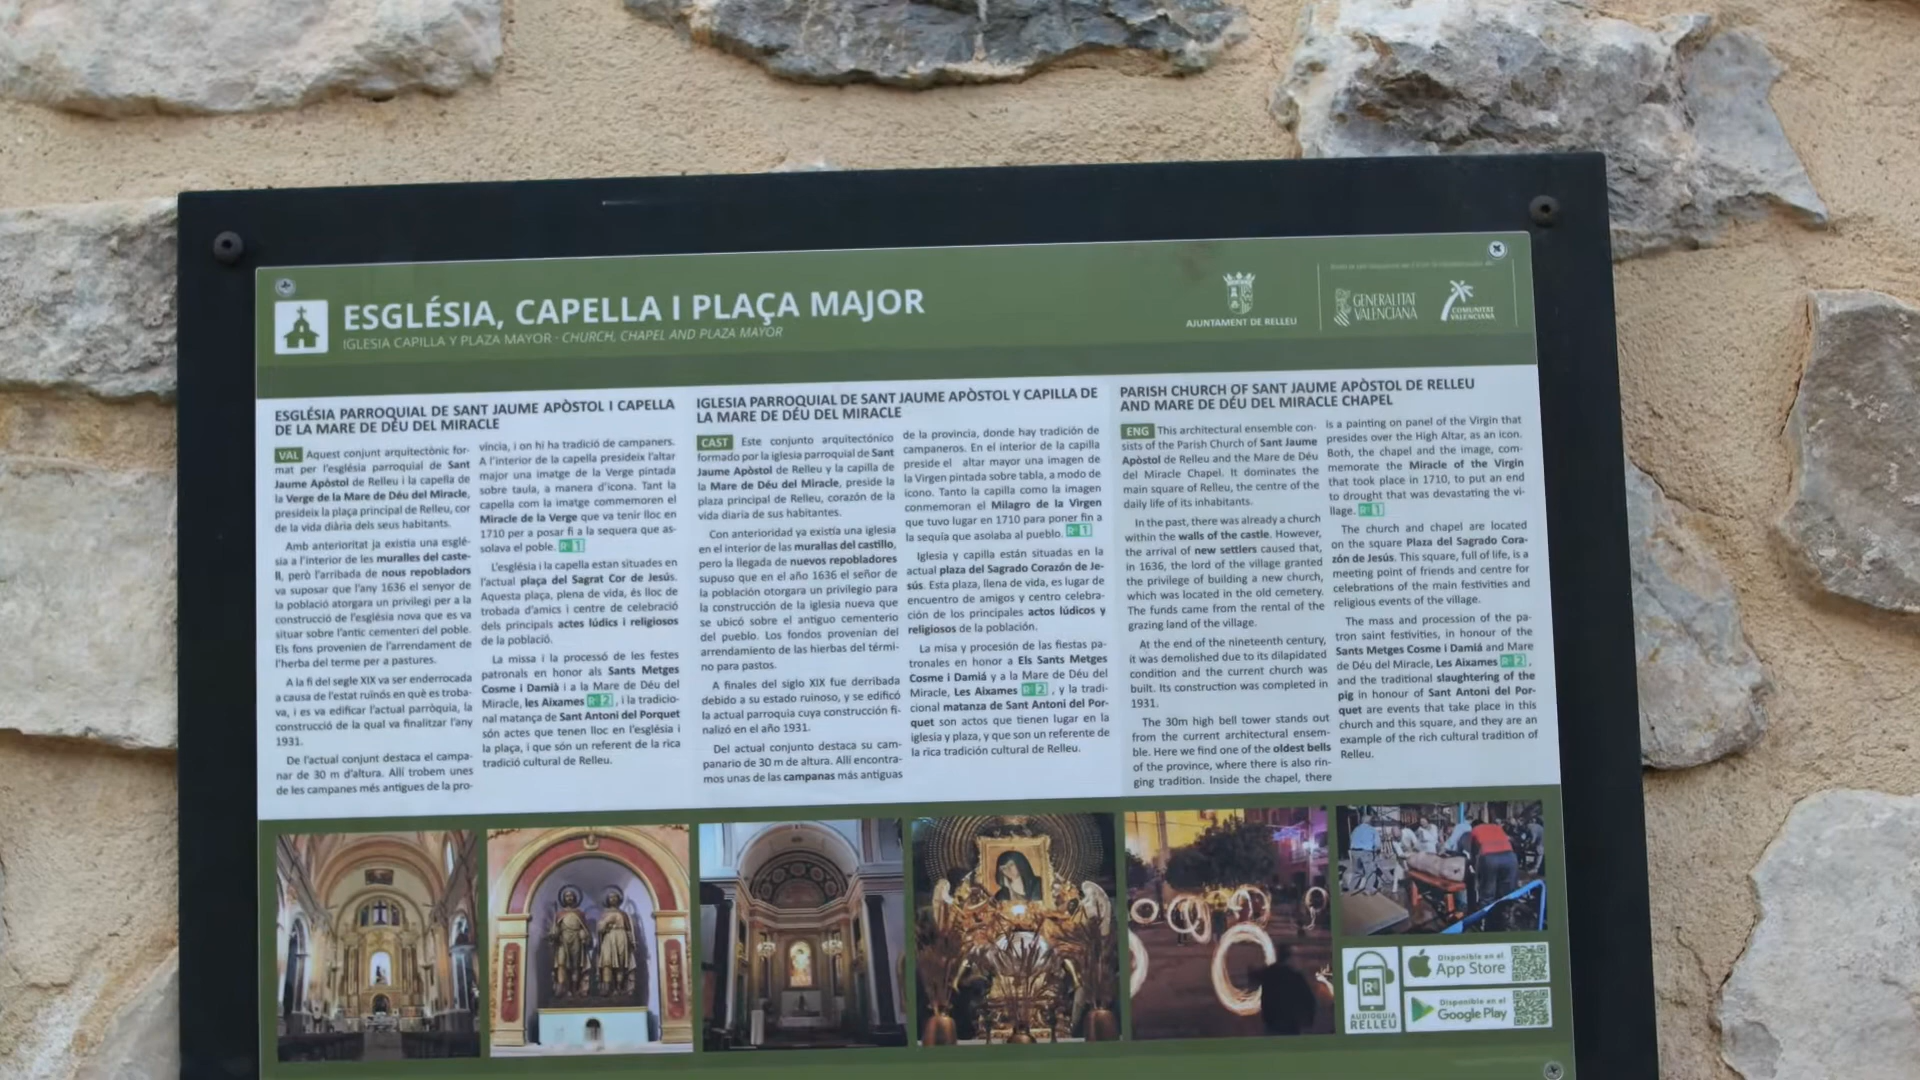 ESGLÉSIA, CAPELLA I PLAÇA MAJOR
IGLESIA CAPILLA Y PLAZA MAYOR · CHURCH, CHAPEL AND PLAZA MAYOR
AJUNTAMENT DE RELLEU
GENERALITAT
VALENCIANA
COMUNITAT
VALENCIANA
ESGLÉSIA PARROQUIAL DE SANT JAUME APÒSTOL I CAPELLA
DE LA MARE DE DÉU DEL MIRACLE
VAL Aquest conjunt arquitectònic for-
mat per l'església parroquial de Sant
Jaume Apòstol de Relleu i la capella de
la Verge de la Mare de Déu del Miracle,
presideix la plaça principal de Relleu, cor
de la vida diària dels seus habitants.
Amb anterioritat ja existia una esglé-
sia a l'interior de les muralles del caste-
ll, però l'arribada de nous repobladors
va suposar que l'any 1636 el senyor de
la població atorgara un privilegi per a la
construcció de l'església nova que es va
situar sobre l'antic cementeri del poble.
Els fons provenien de l'arrendament de
l'herba del terme per a pastures.
A la fi del segle XIX va ser enderrocada
a causa de l'estat ruïnós en què es troba-
va, i es va edificar l'actual parròquia, la
construcció de la qual va finalitzar l'any
1931.
De l'actual conjunt destaca el campa-
nar de 30 m d'altura. Allí trobem unes
de les campanes més antigues de la pro-
víncia, i on hi ha tradició de campaners.
A l'interior de la capella presideix l'altar
major una imatge de la Verge pintada
sobre taula, a manera d'icona. Tant la
capella com la imatge commemoren el
Miracle de la Verge que va tenir lloc en
1710 per a posar fi a la sequera que as-
solava el poble. R 1
L'església i la capella estan situades en
l'actual plaça del Sagrat Cor de Jesús.
Aquesta plaça, plena de vida, és lloc de
trobada d'amics i centre de celebració
dels principals actes lúdics i religiosos
de la població.
La missa i la processó de les festes
patronals en honor als Sants Metges
Cosme i Damià i a la Mare de Déu del
Miracle, les Aixames R 2, i la tradicio-
nal matança de Sant Antoni del Porquet
són actes que tenen lloc en l'església i
la plaça, i que són un referent de la rica
tradició cultural de Relleu.
IGLESIA PARROQUIAL DE SANT JAUME APÒSTOL Y CAPILLA DE
LA MARE DE DÉU DEL MIRACLE
CAST Este conjunto arquitectónico
formado por la iglesia parroquial de Sant
Jaume Apòstol de Relleu y la capilla de
la Mare de Déu del Miracle, preside la
plaza principal de Relleu, corazón de la
vida diaria de sus habitantes.
Con anterioridad ya existía una iglesia
en el interior de las murallas del castillo,
pero la llegada de nuevos repobladores
supuso que en el año 1636 el señor de
la población otorgara un privilegio para
la construcción de la iglesia nueva que
se ubicó sobre el antiguo cementerio
del pueblo. Los fondos provenían del
arrendamiento de las hierbas del térmi-
no para pastos.
A finales del siglo XIX fue derribada
debido a su estado ruinoso, y se edificó
la actual parroquia cuya construcción fi-
nalizó en el año 1931.
Del actual conjunto destaca su cam-
panario de 30 m de altura. Allí encontra-
mos unas de las campanas más antiguas
de la provincia, donde hay tradición de
campaneros. En el interior de la capilla
preside el altar mayor una imagen de
la Virgen pintada sobre tabla, a modo de
icono. Tanto la capilla como la imagen
conmemoran el Milagro de la Virgen
que tuvo lugar en 1710 para poner fin a
la sequía que asolaba al pueblo. R 1
Iglesia y capilla están situadas en la
actual plaza del Sagrado Corazón de Je-
sús. Esta plaza, llena de vida, es lugar de
encuentro de amigos y centro celebra-
ción de los principales actos lúdicos y
religiosos de la población.
La misa y procesión de las fiestas pa-
tronales en honor a Els Sants Metges
Cosme i Damiá y a la Mare de Déu del
Miracle, Les Aixames R 2, y la tradi-
cional matanza de Sant Antoni del Por-
quet son actos que tienen lugar en la
iglesia y plaza, y que son un referente de
la rica tradición cultural de Relleu.
PARISH CHURCH OF SANT JAUME APÒSTOL DE RELLEU
AND MARE DE DÉU DEL MIRACLE CHAPEL
ENG This architectural ensemble con-
sists of the Parish Church of Sant Jaume
Apòstol de Relleu and the Mare de Déu
del Miracle Chapel. It dominates the
main square of Relleu, the centre of the
daily life of its inhabitants.
In the past, there was already a church
within the walls of the castle. However,
the arrival of new settlers caused that,
in 1636, the lord of the village granted
the privilege of building a new church,
which was located in the old cemetery.
The funds came from the rental of the
grazing land of the village.
At the end of the nineteenth century,
it was demolished due to its dilapidated
condition and the current church was
built. Its construction was completed in
1931.
The 30m high bell tower stands out
from the current architectural ensem-
ble. Here we find one of the oldest bells
of the province, where there is also rin-
ging tradition. Inside the chapel, there
is a painting on panel of the Virgin that
presides over the High Altar, as an icon.
Both, the chapel and the image, com-
memorate the Miracle of the Virgin
that took place in 1710, to put an end
to drought that was devastating the vi-
llage. R 1
The church and chapel are located
on the square Plaza del Sagrado Cora-
zón de Jesús. This square, full of life, is a
meeting point of friends and centre for
celebrations of the main festivities and
religious events of the village.
The mass and procession of the pa-
tron saint festivities, in honour of the
Sants Metges Cosme i Damiá and Mare
de Déu del Miracle, Les Aixames R 2,
and the traditional slaughtering of the
pig in honour of Sant Antoni del Por-
quet are events that take place in this
church and this square, and they are an
example of the rich cultural tradition of
Relleu.
AUDIOGUIA
RELLEU
Disponible en el
App Store
Disponible en el
Google Play